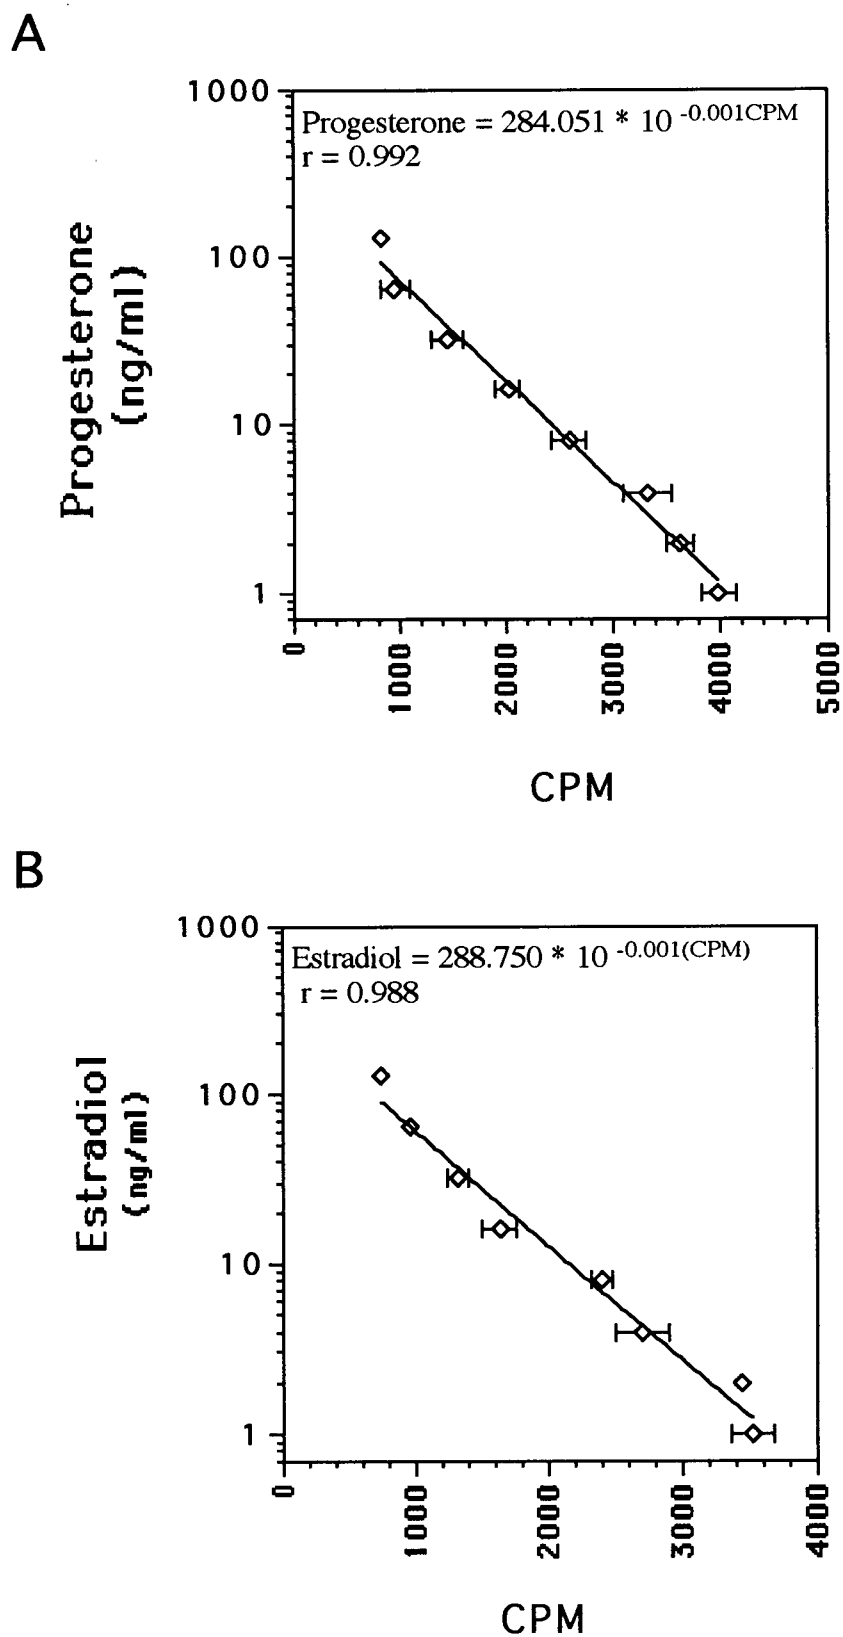 A
1000
Progesterone = 284.051 * 10 -0.001CPM
r = 0.992
100
10
1
Progesterone
(ng/ml)
0
1000
2000
3000
4000
5000
CPM
B
1000
Estradiol = 288.750 * 10 -0.001(CPM)
r = 0.988
100
10
1
Estradiol
(ng/ml)
0
1000
2000
3000
4000
CPM